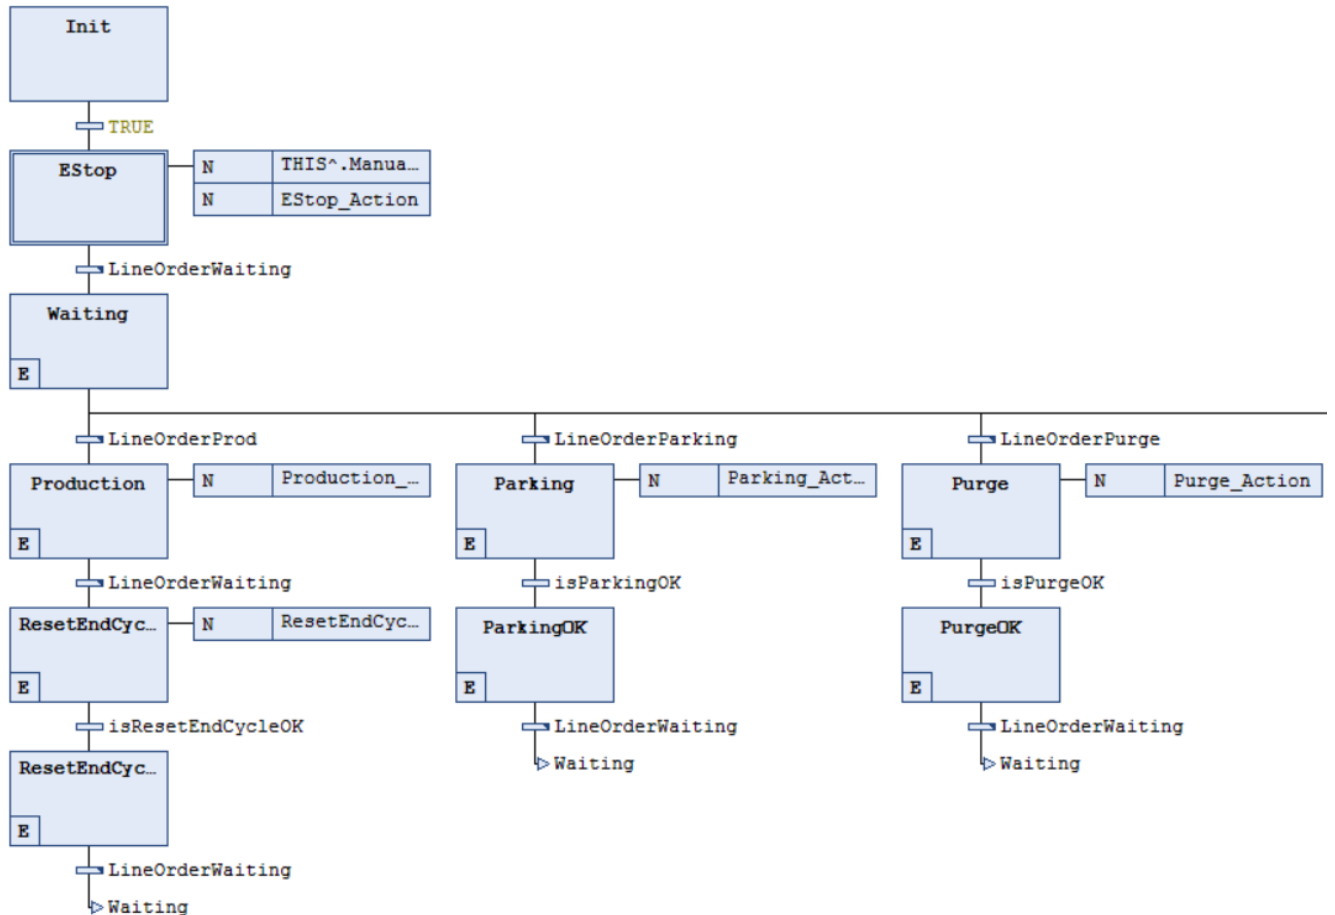 Init
TRUE
EStop
N THIS^.Manua...
N EStop_Action
LineOrderWaiting
Waiting
E
LineOrderProd LineOrderParking LineOrderPurge
Production N Production_... Parking N Parking_Act... Purge N Purge_Action
E E E
LineOrderWaiting isParkingOK isPurgeOK
ResetEndCyc... N ResetEndCyc... ParkingOK PurgeOK
E E E
isResetEndCycleOK LineOrderWaiting LineOrderWaiting
ResetEndCyc... Waiting Waiting
E
LineOrderWaiting
Waiting